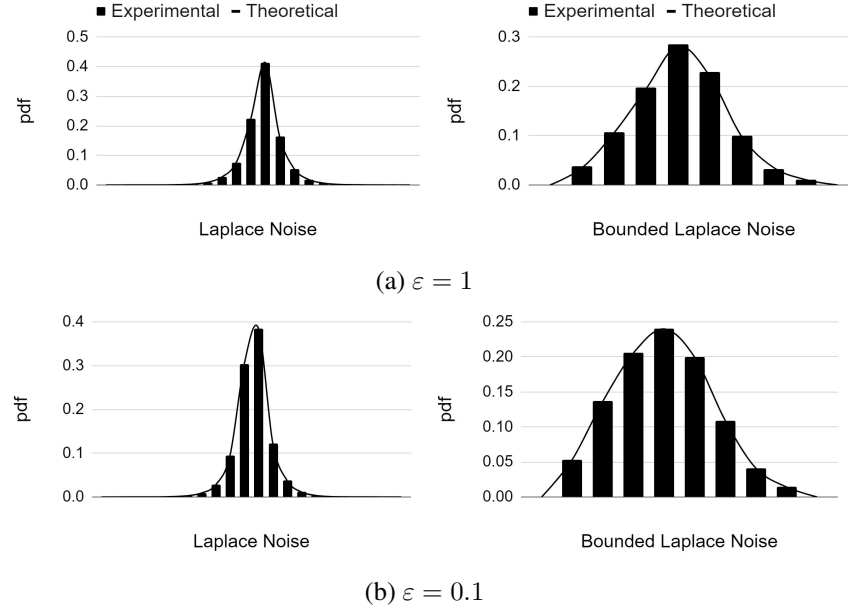 ■ Experimental – Theoretical
0.5
0.4
0.3
0.2
0.1
0.0
pdf
Laplace Noise
■ Experimental – Theoretical
0.3
0.2
0.1
0.0
pdf
Bounded Laplace Noise
(a) ε = 1
0.4
0.3
0.2
0.1
0.0
pdf
Laplace Noise
0.25
0.20
0.15
0.10
0.05
0.00
pdf
Bounded Laplace Noise
(b) ε = 0.1